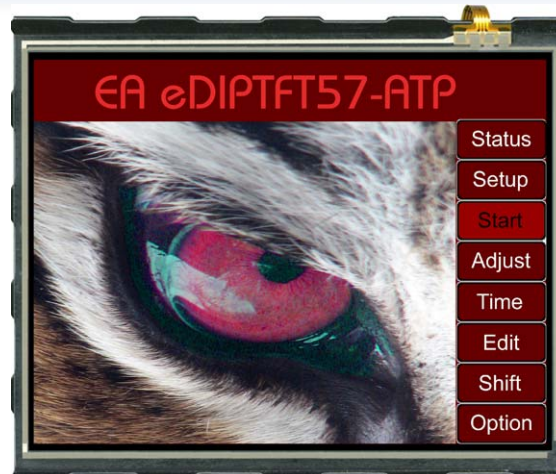 EA eDIPTFT57-ATP
Status
Setup
Start
Adjust
Time
Edit
Shift
Option